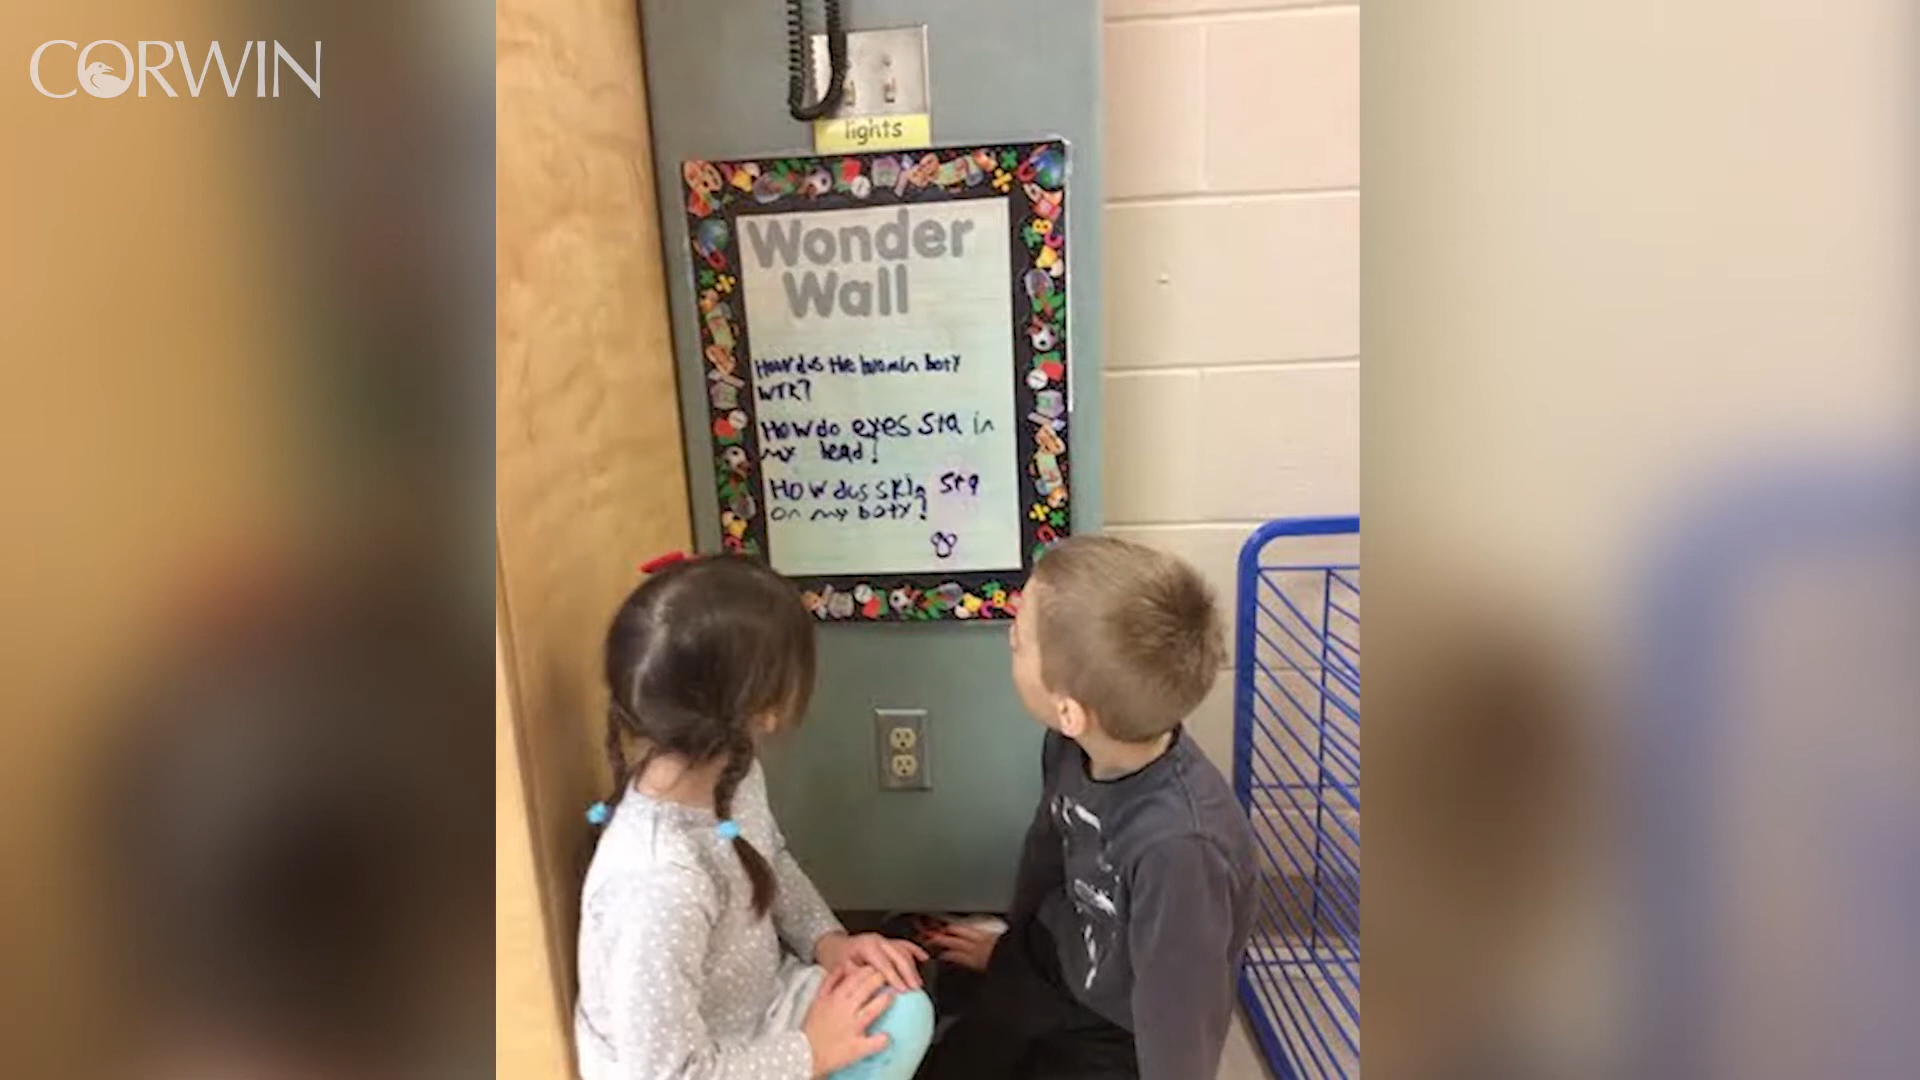 CORWIN
lights
Wonder
Wall
How dus the humin boty
WTR?
How do eyes sta in
my head?
How dus skin sta
on my boty?